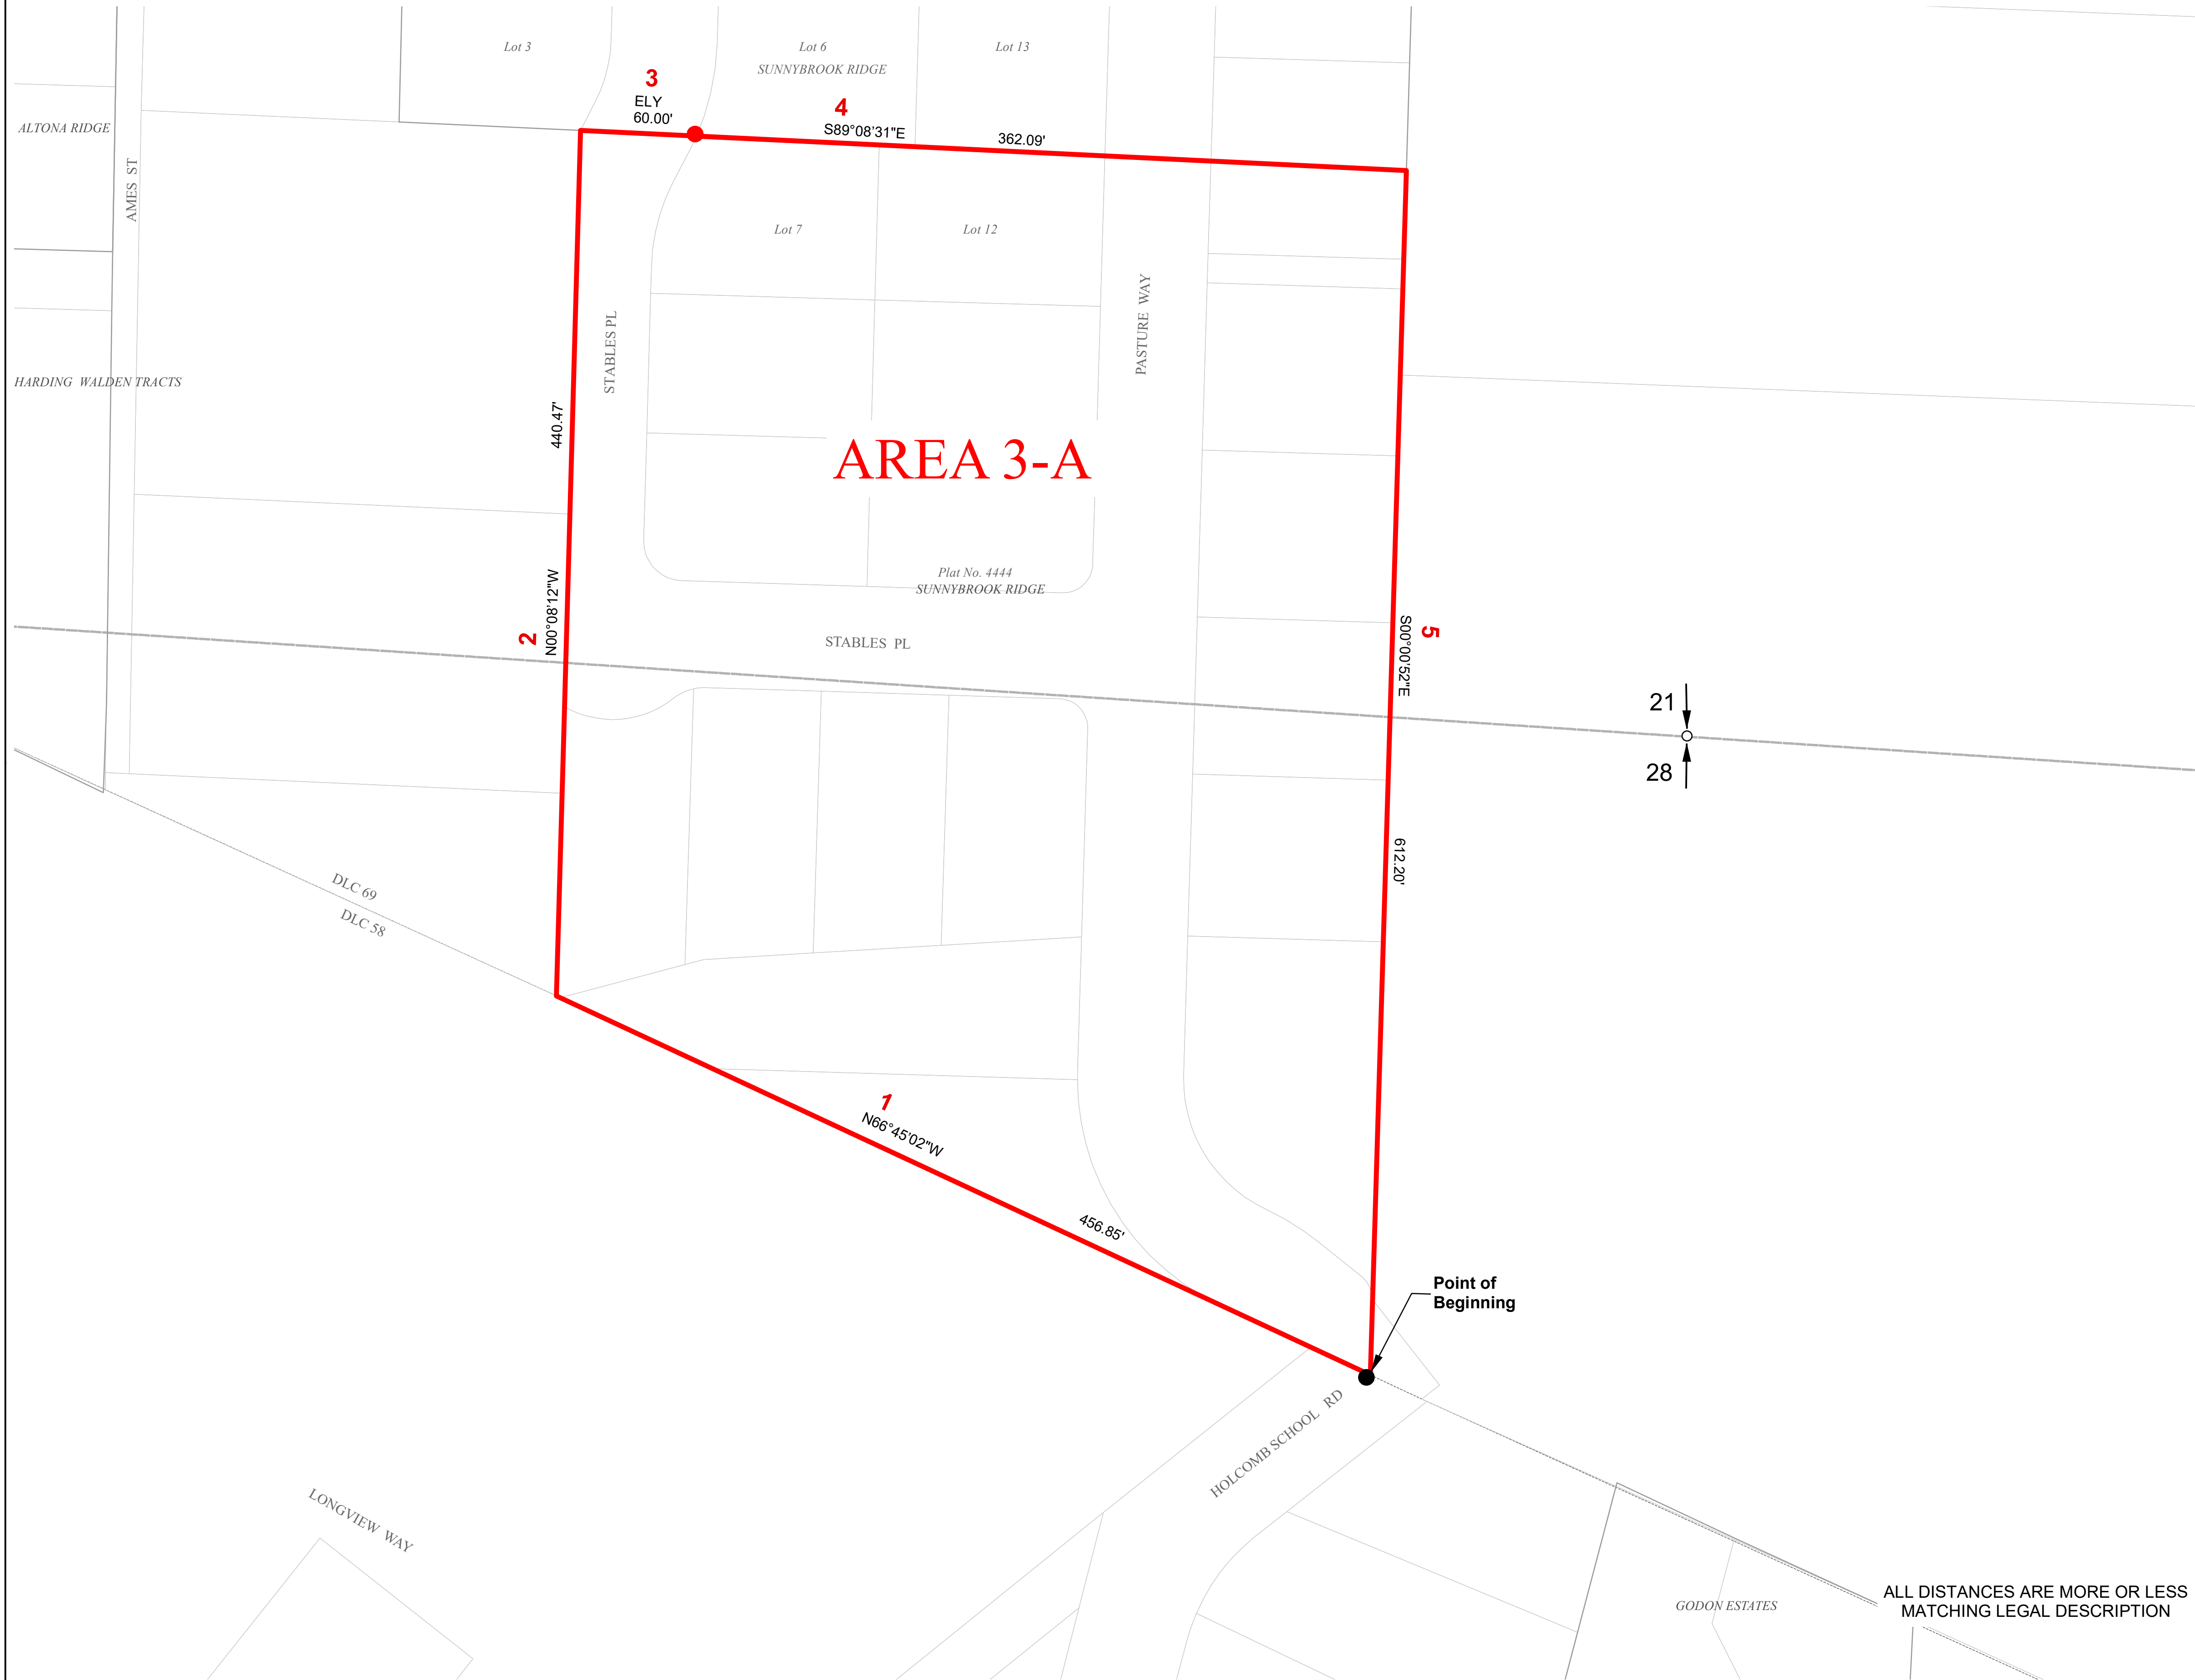 Lot 3
Lot 6
SUNNYBROOK RIDGE
Lot 13
3
ELY
60.00'
4
S89°08'31"E
362.09'
ALTONA RIDGE
AMES ST
Lot 7
Lot 12
STABLES PL
PASTURE WAY
HARDING WALDEN TRACTS
440.47'
AREA 3-A
Plat No. 4444
SUNNYBROOK RIDGE
2
N00°08'12"W
STABLES PL
5
S00°00'52"E
21
28
612.20'
DLC 69
DLC 58
1
N66°45'02"W
456.85'
Point of
Beginning
HOLCOMB SCHOOL RD
LONGVIEW WAY
GODON ESTATES
ALL DISTANCES ARE MORE OR LESS
MATCHING LEGAL DESCRIPTION